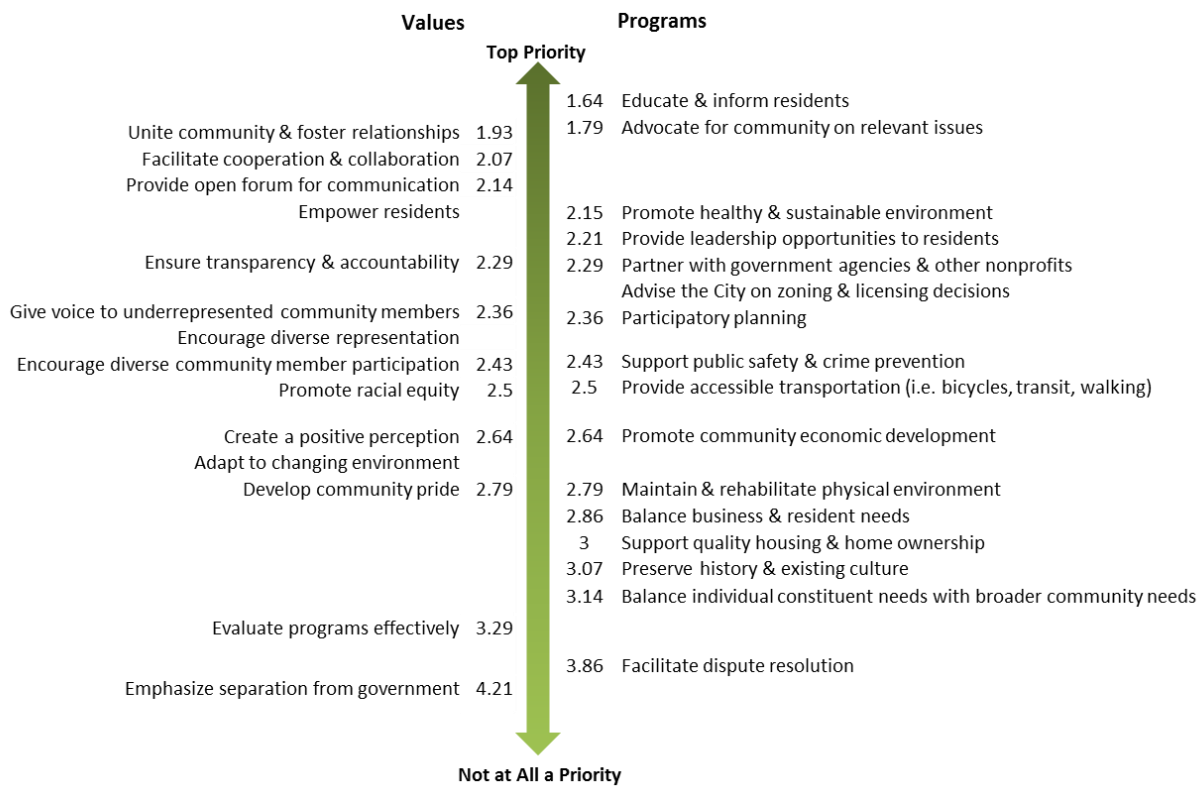 Values
Programs
Top Priority
1.64 Educate & inform residents
1.79 Advocate for community on relevant issues
Unite community & foster relationships 1.93
Facilitate cooperation & collaboration 2.07
Provide open forum for communication 2.14
Empower residents
2.15 Promote healthy & sustainable environment
2.21 Provide leadership opportunities to residents
Ensure transparency & accountability 2.29
2.29 Partner with government agencies & other nonprofits
Advise the City on zoning & licensing decisions
Give voice to underrepresented community members 2.36
2.36 Participatory planning
Encourage diverse representation
Encourage diverse community member participation 2.43
2.43 Support public safety & crime prevention
Promote racial equity 2.5
2.5 Provide accessible transportation (i.e. bicycles, transit, walking)
Create a positive perception 2.64
2.64 Promote community economic development
Adapt to changing environment
Develop community pride 2.79
2.79 Maintain & rehabilitate physical environment
2.86 Balance business & resident needs
3 Support quality housing & home ownership
3.07 Preserve history & existing culture
3.14 Balance individual constituent needs with broader community needs
Evaluate programs effectively 3.29
3.86 Facilitate dispute resolution
Emphasize separation from government 4.21
Not at All a Priority